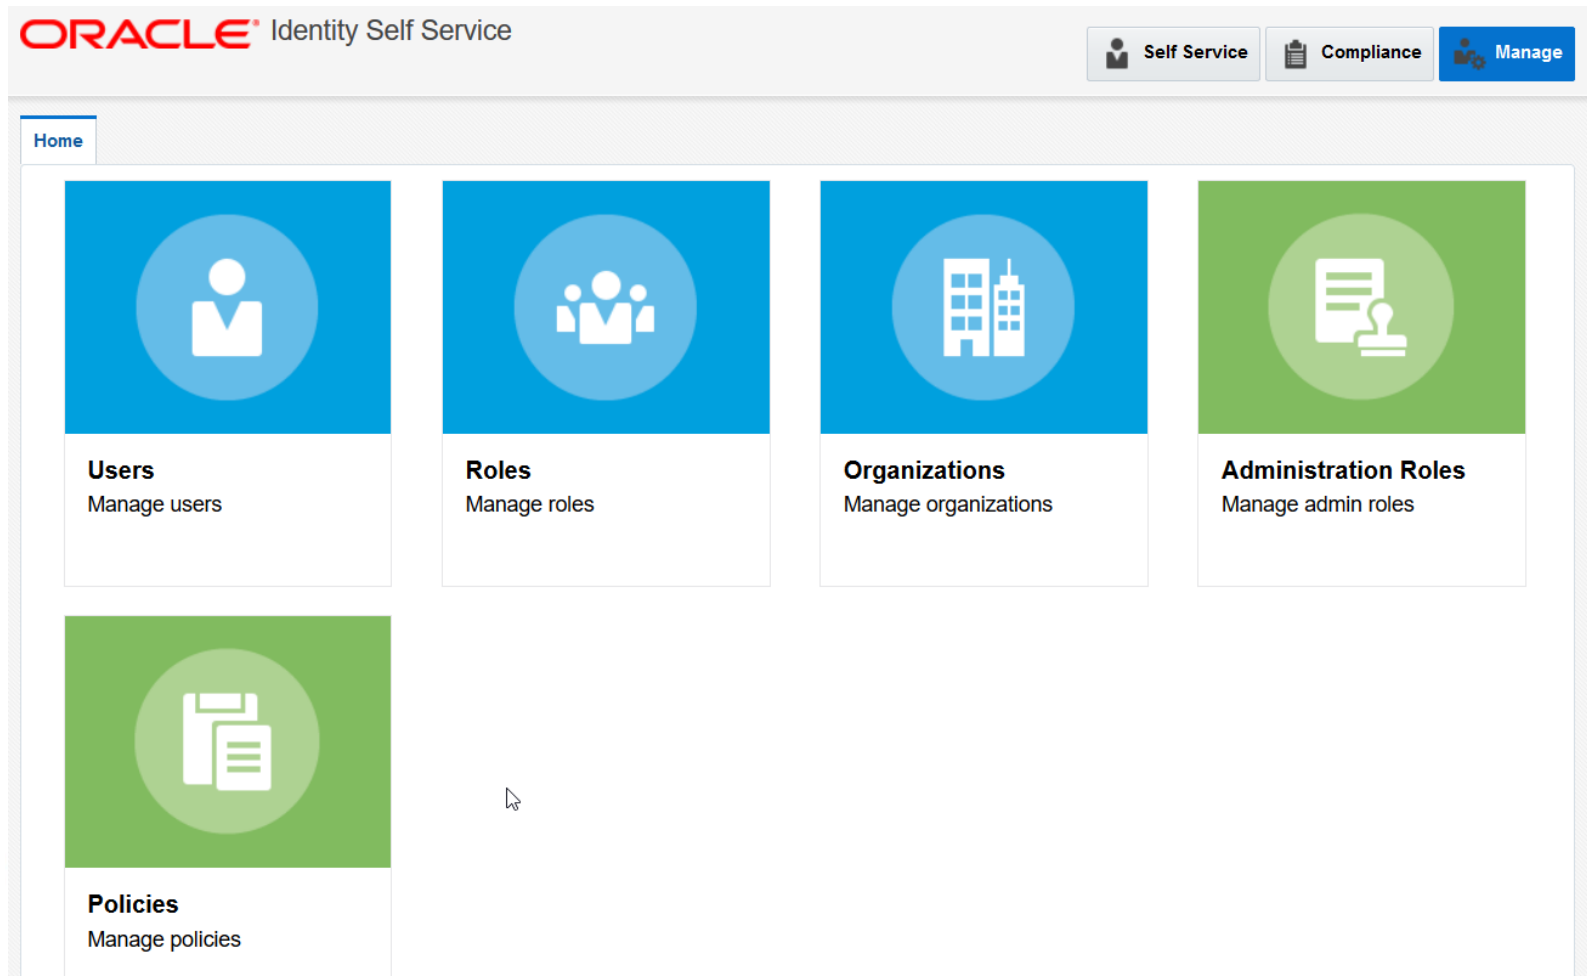 ORACLE Identity Self Service
Self Service
Compliance
Manage
Home
Users
Manage users
Roles
Manage roles
Organizations
Manage organizations
Administration Roles
Manage admin roles
Policies
Manage policies